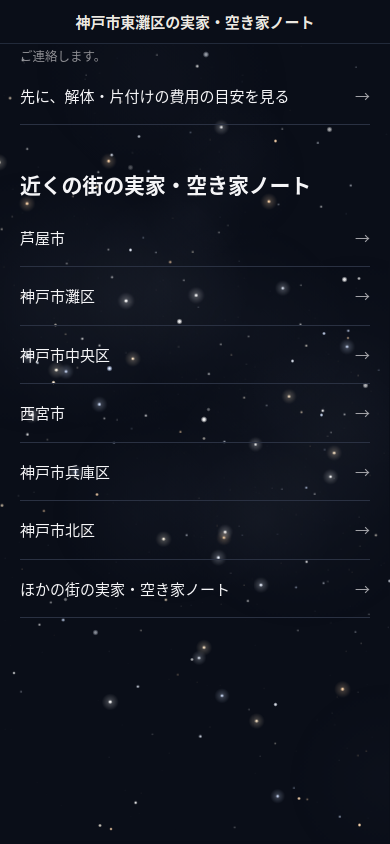 神戸市東灘区の実家・空き家ノート
ご連絡します。
先に、解体・片付けの費用の目安を見る →
近くの街の実家・空き家ノート
芦屋市 →
神戸市灘区 →
神戸市中央区 →
西宮市 →
神戸市兵庫区 →
神戸市北区 →
ほかの街の実家・空き家ノート →